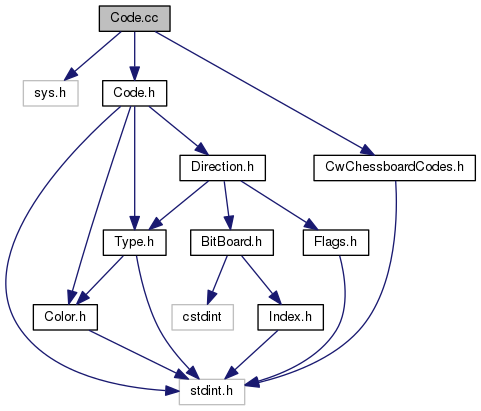 Code.cc
sys.h
Code.h
Direction.h
CwChessboardCodes.h
Type.h
BitBoard.h
Flags.h
Color.h
cstdint
Index.h
stdint.h